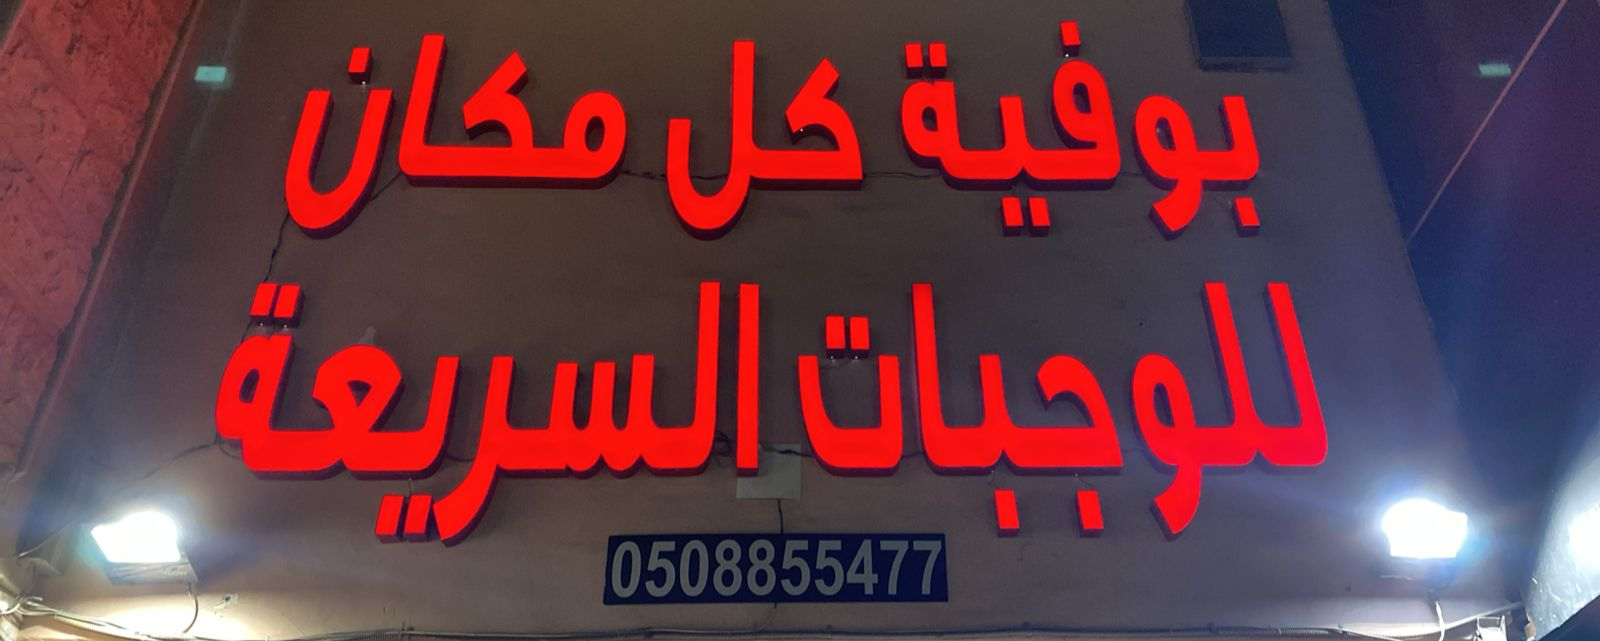 بوفية كل مكان
للوجبات السريعة
0508855477